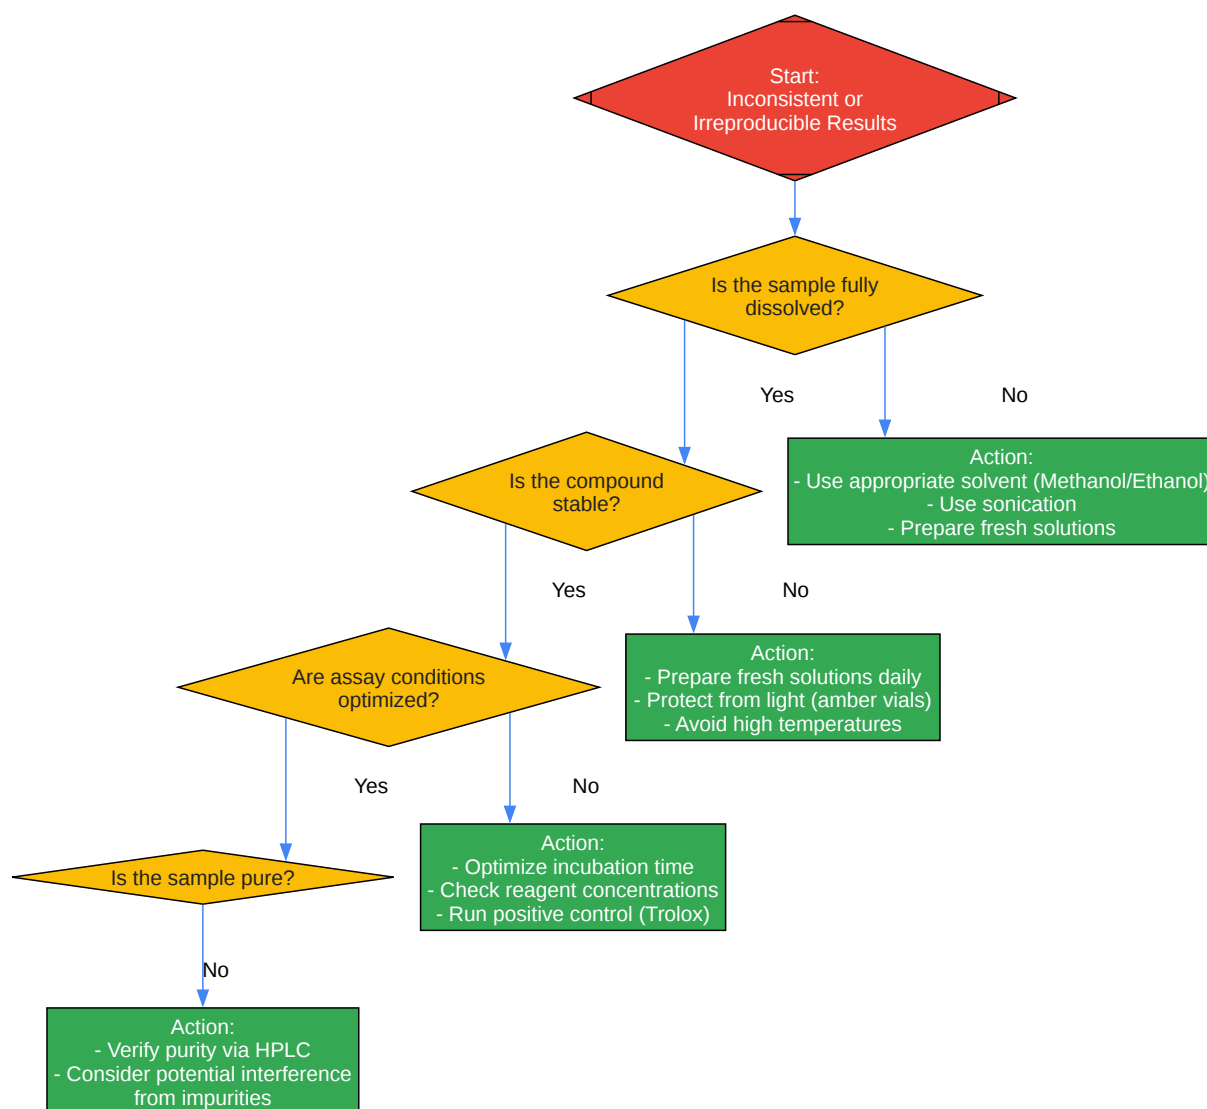 Start:
Inconsistent or
Irreproducible Results
Is the sample fully
dissolved?
Yes
No
Action:
- Use appropriate solvent (Methanol/Ethanol)
- Use sonication
- Prepare fresh solutions
Is the compound
stable?
Yes
No
Action:
- Prepare fresh solutions daily
- Protect from light (amber vials)
- Avoid high temperatures
Are assay conditions
optimized?
Yes
No
Action:
- Optimize incubation time
- Check reagent concentrations
- Run positive control (Trolox)
Is the sample pure?
No
Action:
- Verify purity via HPLC
- Consider potential interference
from impurities